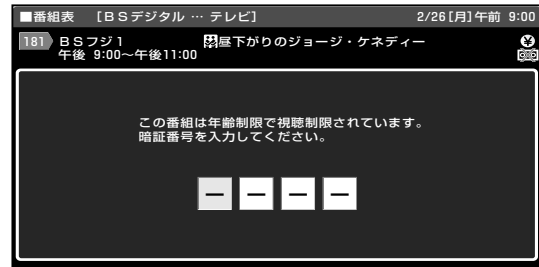 ■番組表 [BSデジタル … テレビ] 2/26[月]午前 9:00
181 BSフジ1 昼下がりのジョージ・ケネディー
午後 9:00~午後11:00
この番組は年齢制限で視聴制限されています。
暗証番号を入力してください。
ー ー ー ー